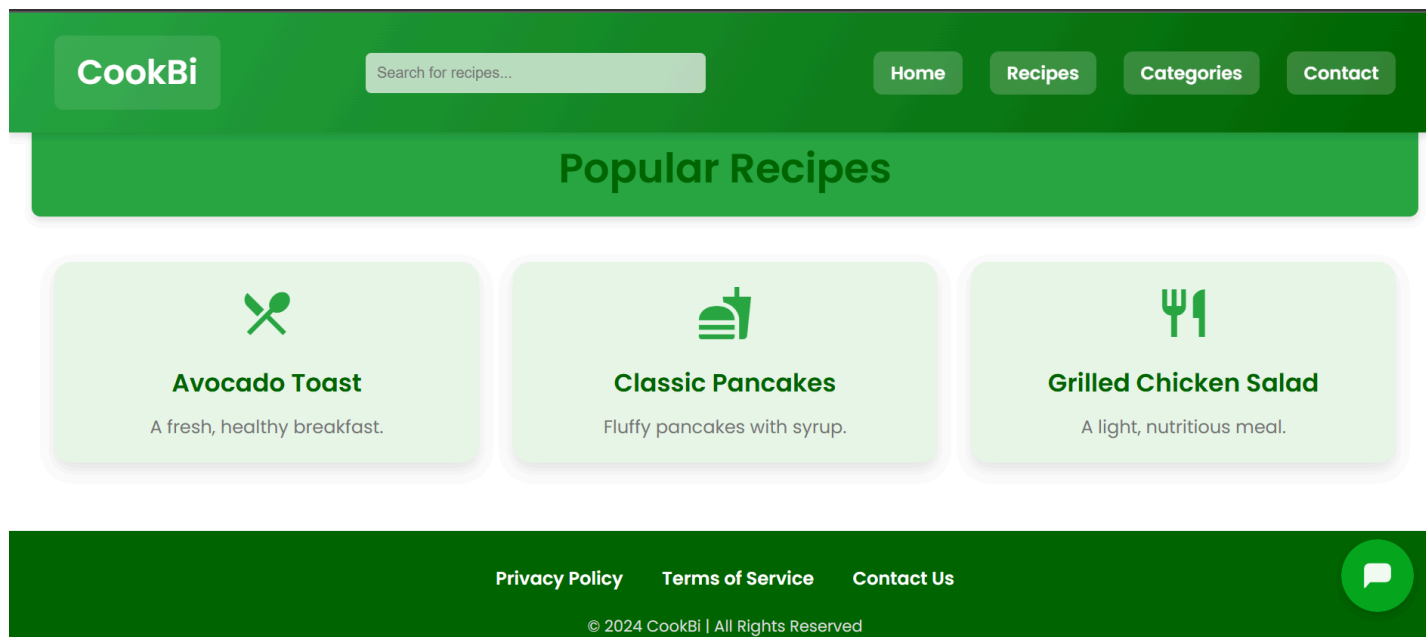 CookBi
Search for recipes...
Home
Recipes
Categories
Contact
Popular Recipes
Avocado Toast
A fresh, healthy breakfast.
Classic Pancakes
Fluffy pancakes with syrup.
Grilled Chicken Salad
A light, nutritious meal.
Privacy Policy
Terms of Service
Contact Us
© 2024 CookBi | All Rights Reserved